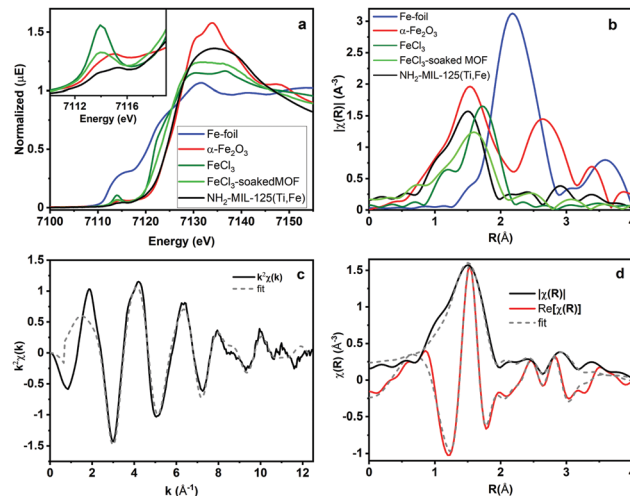 a
1.5
1.0
0.5
0
7100
7110
7120
7130
7140
7150
Normalized (μE)
Energy (eV)
7112
7116
Energy (eV)
Fe-foil
α-Fe₂O₃
FeCl₃
FeCl₃-soakedMOF
NH₂-MIL-125(Ti,Fe)
b
3
2.5
2
1.5
1
0.5
0
0
1
2
3
4
|χ(R)| (Å⁻³)
R(Å)
Fe-foil
α-Fe₂O₃
FeCl₃
FeCl₃-soaked MOF
NH₂-MIL-125(Ti,Fe)
c
1.5
1
0.5
0
-0.5
-1
-1.5
0
2
4
6
8
10
12
k²χ(k)
k (Å⁻¹)
k²χ(k)
fit
d
1.5
1
0.5
0
-0.5
-1
0
1
2
3
4
χ(R) (Å⁻³)
R(Å)
|χ(R)|
Re[χ(R)]
fit